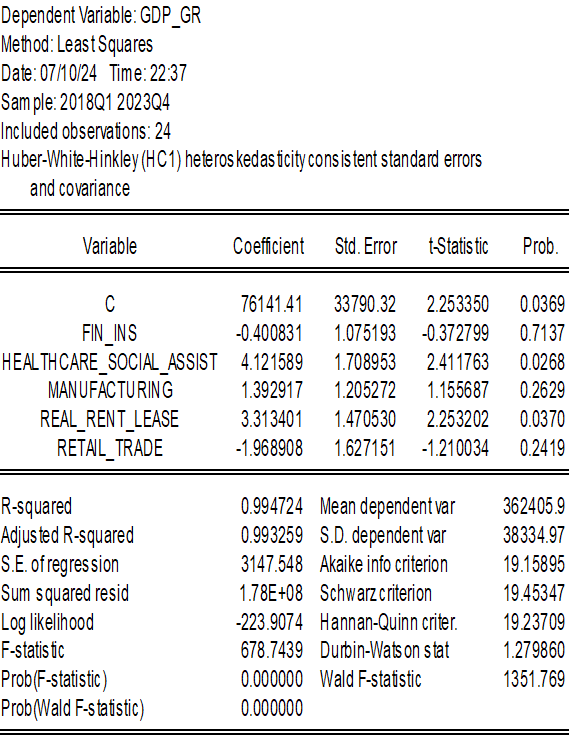 Dependent Variable: GDP_GR
Method: Least Squares
Date: 07/10/24 Time: 22:37
Sample: 2018Q1 2023Q4
Included observations: 24
Huber-White-Hinkley (HC1) heteroskedasticity consistent standard errors
and covariance
Variable Coefficient Std. Error t-Statistic Prob.
C 76141.41 33790.32 2.253350 0.0369
FIN_INS -0.400831 1.075193 -0.372799 0.7137
HEALTHCARE_SOCIAL_ASSIST 4.121589 1.708953 2.411763 0.0268
MANUFACTURING 1.392917 1.205272 1.155687 0.2629
REAL_RENT_LEASE 3.313401 1.470530 2.253202 0.0370
RETAIL_TRADE -1.968908 1.627151 -1.210034 0.2419
R-squared 0.994724 Mean dependent var 362405.9
Adjusted R-squared 0.993259 S.D. dependent var 38334.97
S.E. of regression 3147.548 Akaike info criterion 19.15895
Sum squared resid 1.78E+08 Schwarz criterion 19.45347
Log likelihood -223.9074 Hannan-Quinn criter. 19.23709
F-statistic 678.7439 Durbin-Watson stat 1.279860
Prob(F-statistic) 0.000000 Wald F-statistic 1351.769
Prob(Wald F-statistic) 0.000000